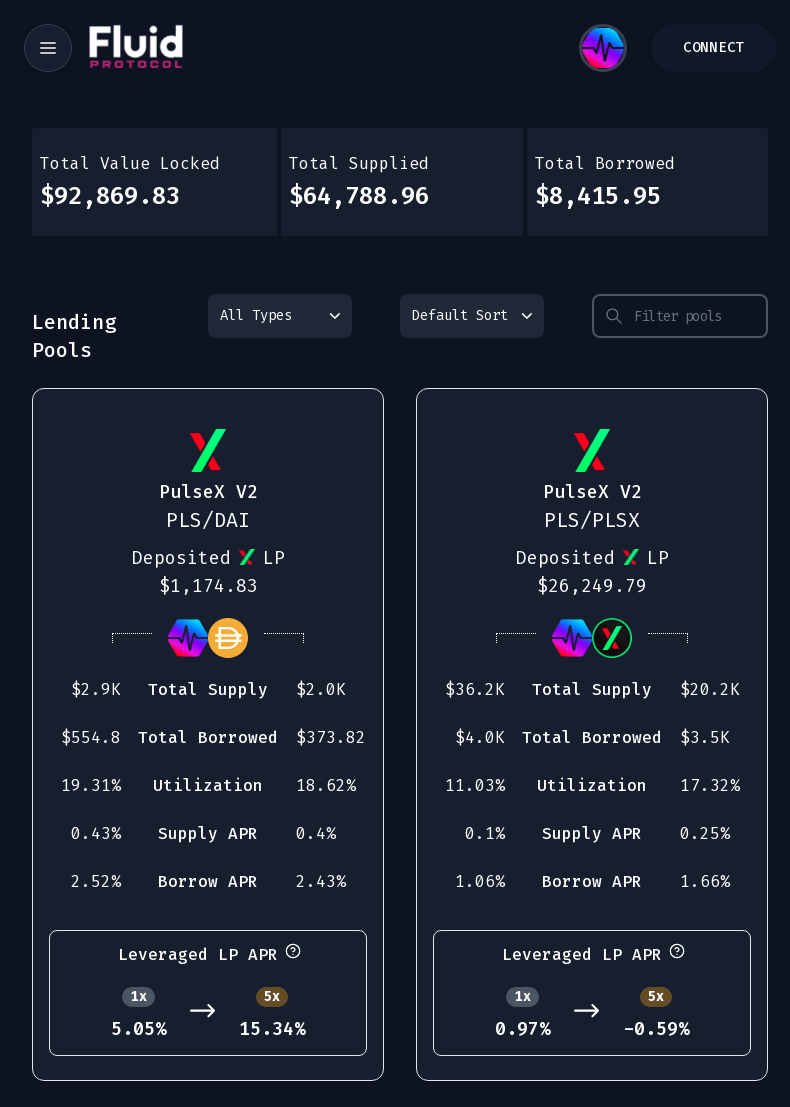 Fluid
PROTOCOL
CONNECT
Total Value Locked
$92,869.83
Total Supplied
$64,788.96
Total Borrowed
$8,415.95
Lending
Pools
All Types
Default Sort
Filter pools
PulseX V2
PLS/DAI
Deposited LP
$1,174.83
$2.9K Total Supply $2.0K
$554.8 Total Borrowed $373.82
19.31% Utilization 18.62%
0.43% Supply APR 0.4%
2.52% Borrow APR 2.43%
Leveraged LP APR
1x 5x
5.05% 15.34%
PulseX V2
PLS/PLSX
Deposited LP
$26,249.79
$36.2K Total Supply $20.2K
$4.0K Total Borrowed $3.5K
11.03% Utilization 17.32%
0.1% Supply APR 0.25%
1.06% Borrow APR 1.66%
Leveraged LP APR
1x 5x
0.97% -0.59%